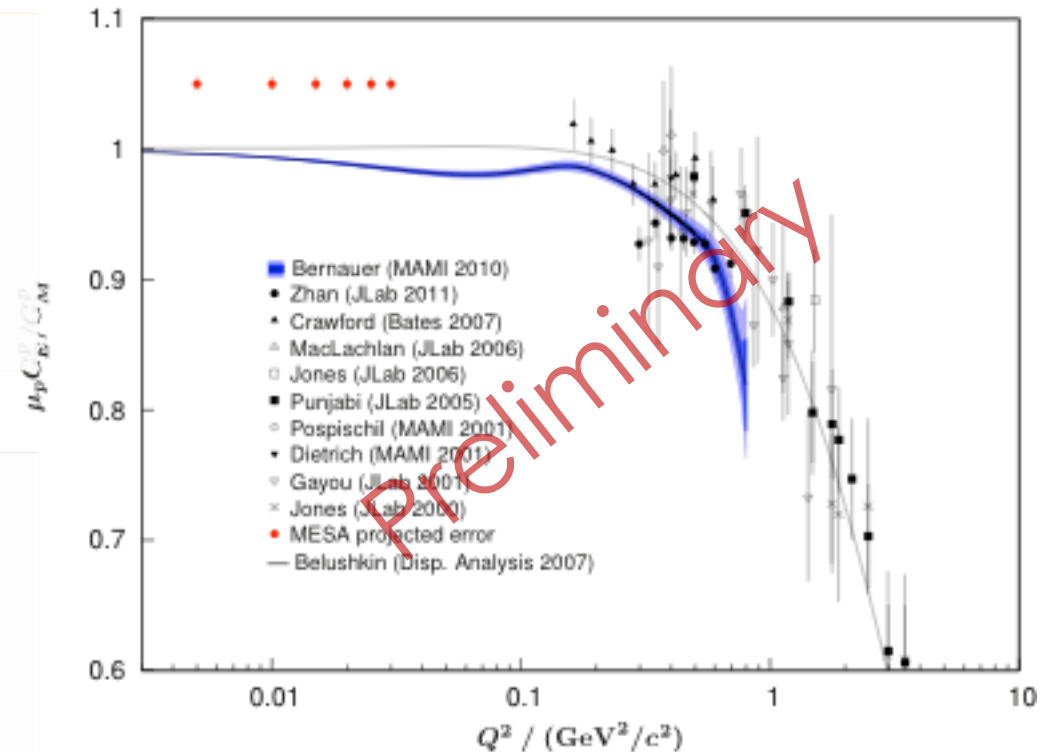 1.1
1
0.9
0.8
0.7
0.6
Bernauer (MAMI 2010)
Zhan (JLab 2011)
Crawford (Bates 2007)
MacLachlan (JLab 2006)
Jones (JLab 2006)
Punjabi (JLab 2005)
Pospischil (MAMI 2001)
Dietrich (MAMI 2001)
Gayou (JLab 2001)
Jones (JLab 2000)
MESA projected error
Belushkin (Disp. Analysis 2007)
Preliminary
0.01 0.1 1 10
Q² / (GeV²/c²)